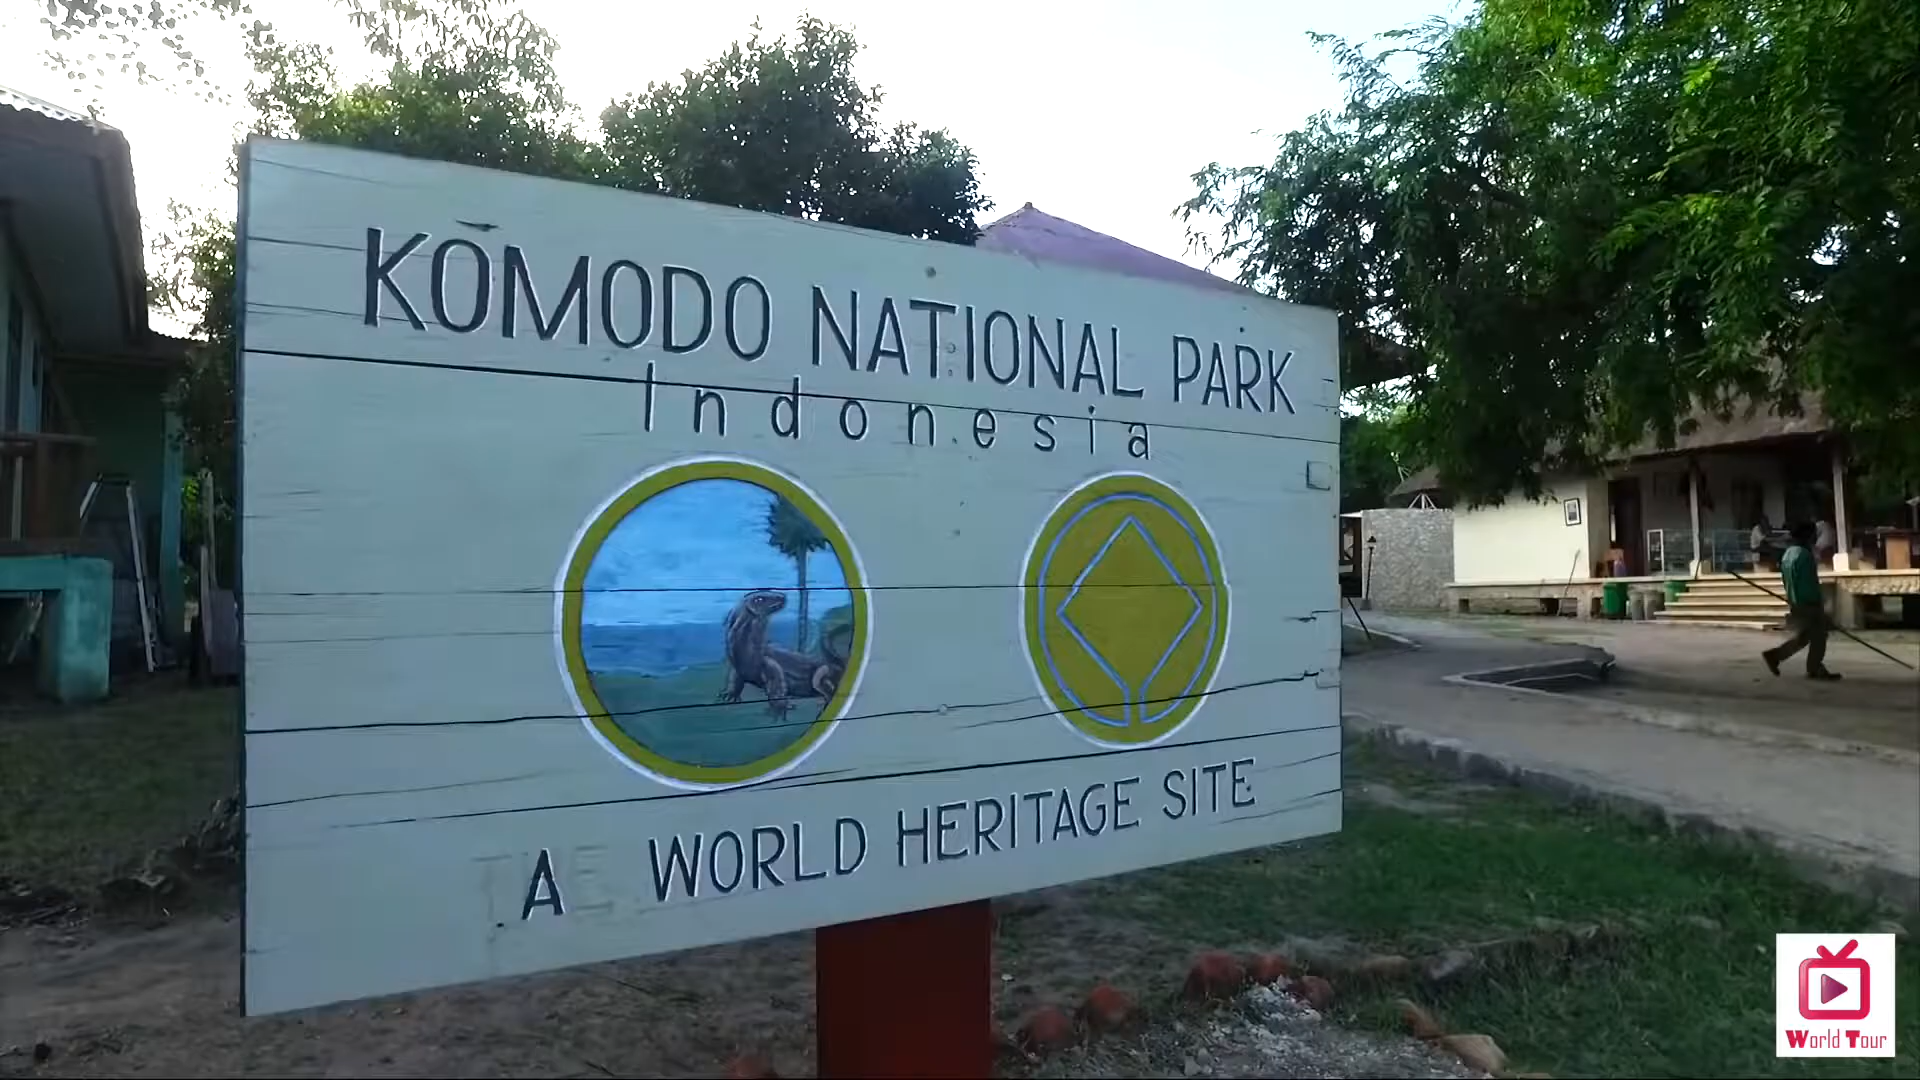 KOMODO NATIONAL PARK
Indonesia
A WORLD HERITAGE SITE
World Tour